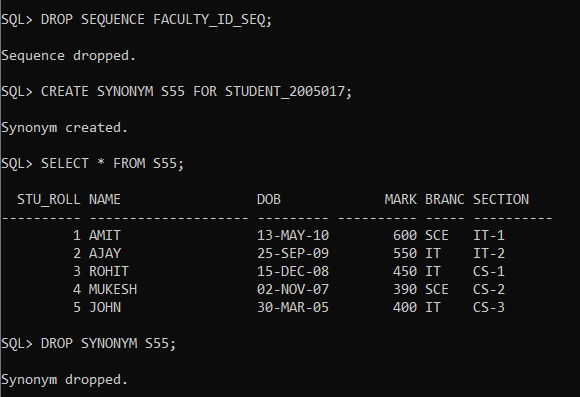 SQL> DROP SEQUENCE FACULTY_ID_SEQ;
Sequence dropped.
SQL> CREATE SYNONYM S55 FOR STUDENT_2005017;
Synonym created.
SQL> SELECT * FROM S55;
  STU_ROLL NAME                 DOB             MARK BRANC SECTION
---------- -------------------- --------- ---------- ----- ----------
         1 AMIT                 13-MAY-10        600 SCE   IT-1
         2 AJAY                 25-SEP-09        550 IT    IT-2
         3 ROHIT                15-DEC-08        450 IT    CS-1
         4 MUKESH               02-NOV-07        390 SCE   CS-2
         5 JOHN                 30-MAR-05        400 IT    CS-3
SQL> DROP SYNONYM S55;
Synonym dropped.